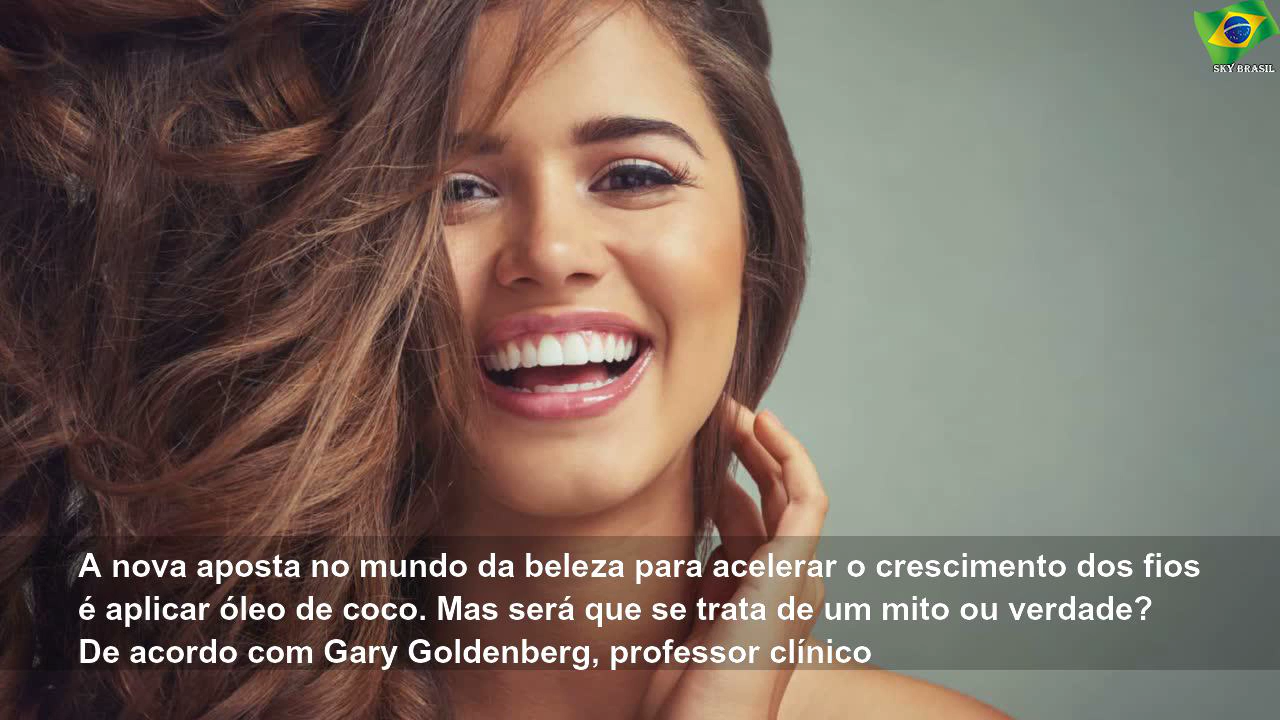 SKY BRASIL
A nova aposta no mundo da beleza para acelerar o crescimento dos fios
é aplicar óleo de coco. Mas será que se trata de um mito ou verdade?
De acordo com Gary Goldenberg, professor clínico